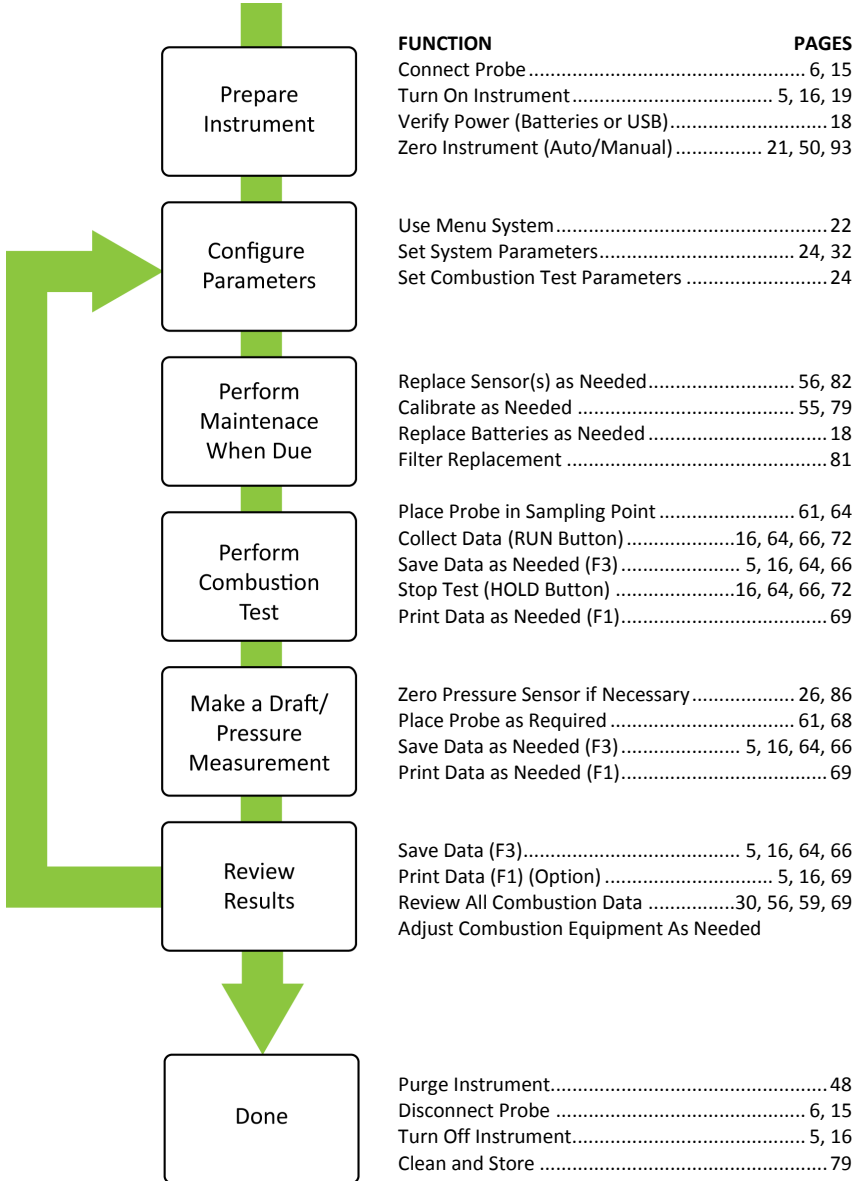 FUNCTION PAGES
Prepare
Instrument
Connect Probe ........ 6, 15
Turn On Instrument ........ 5, 16, 19
Verify Power (Batteries or USB) ........ 18
Zero Instrument (Auto/Manual) ........ 21, 50, 93
Configure
Parameters
Use Menu System ........ 22
Set System Parameters ........ 24, 32
Set Combustion Test Parameters ........ 24
Perform
Maintenace
When Due
Replace Sensor(s) as Needed ........ 56, 82
Calibrate as Needed ........ 55, 79
Replace Batteries as Needed ........ 18
Filter Replacement ........ 81
Perform
Combustion
Test
Place Probe in Sampling Point ........ 61, 64
Collect Data (RUN Button) ........ 16, 64, 66, 72
Save Data as Needed (F3) ........ 5, 16, 64, 66
Stop Test (HOLD Button) ........ 16, 64, 66, 72
Print Data as Needed (F1) ........ 69
Make a Draft/
Pressure
Measurement
Zero Pressure Sensor if Necessary ........ 26, 86
Place Probe as Required ........ 61, 68
Save Data as Needed (F3) ........ 5, 16, 64, 66
Print Data as Needed (F1) ........ 69
Review
Results
Save Data (F3) ........ 5, 16, 64, 66
Print Data (F1) (Option) ........ 5, 16, 69
Review All Combustion Data ........ 30, 56, 59, 69
Adjust Combustion Equipment As Needed
Done
Purge Instrument ........ 48
Disconnect Probe ........ 6, 15
Turn Off Instrument ........ 5, 16
Clean and Store ........ 79